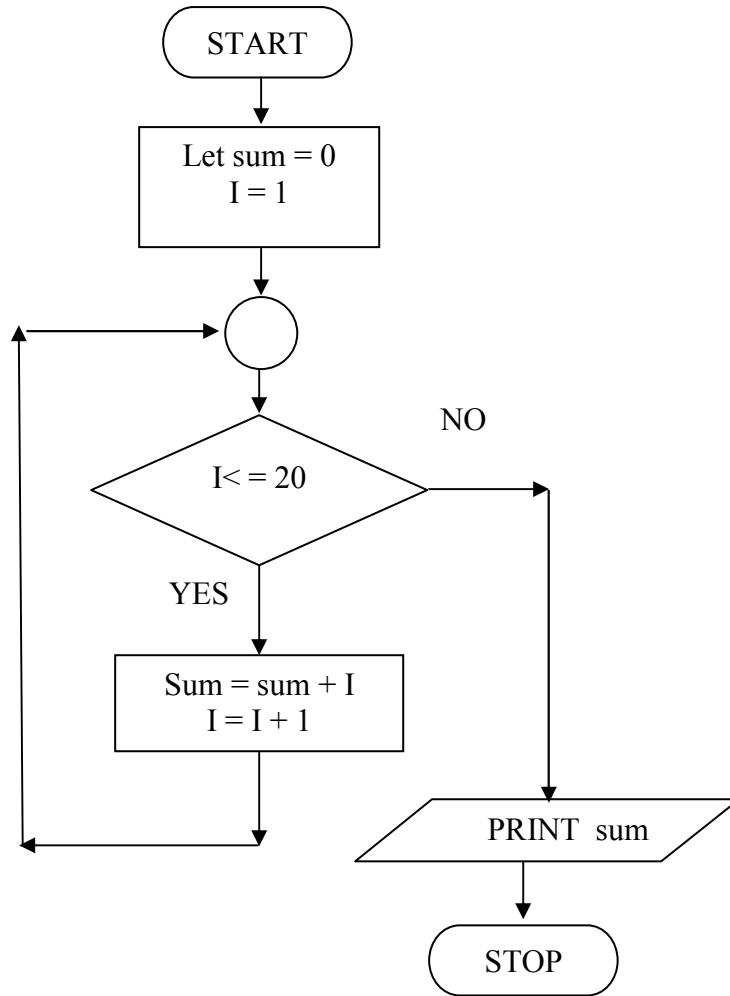 START
Let sum = 0
I = 1
NO
I< = 20
YES
Sum = sum + I
I = I + 1
PRINT sum
STOP